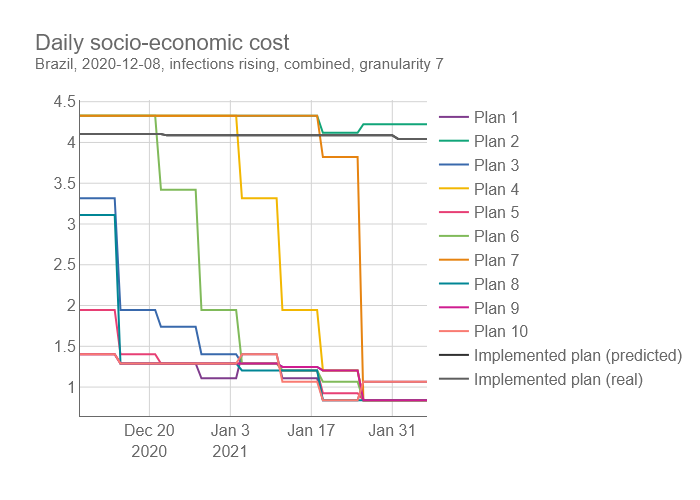 Daily socio-economic cost
Brazil, 2020-12-08, infections rising, combined, granularity 7
4.5
4
3.5
3
2.5
2
1.5
1
Dec 20
2020
Jan 3
2021
Jan 17
Jan 31
Plan 1
Plan 2
Plan 3
Plan 4
Plan 5
Plan 6
Plan 7
Plan 8
Plan 9
Plan 10
Implemented plan (predicted)
Implemented plan (real)